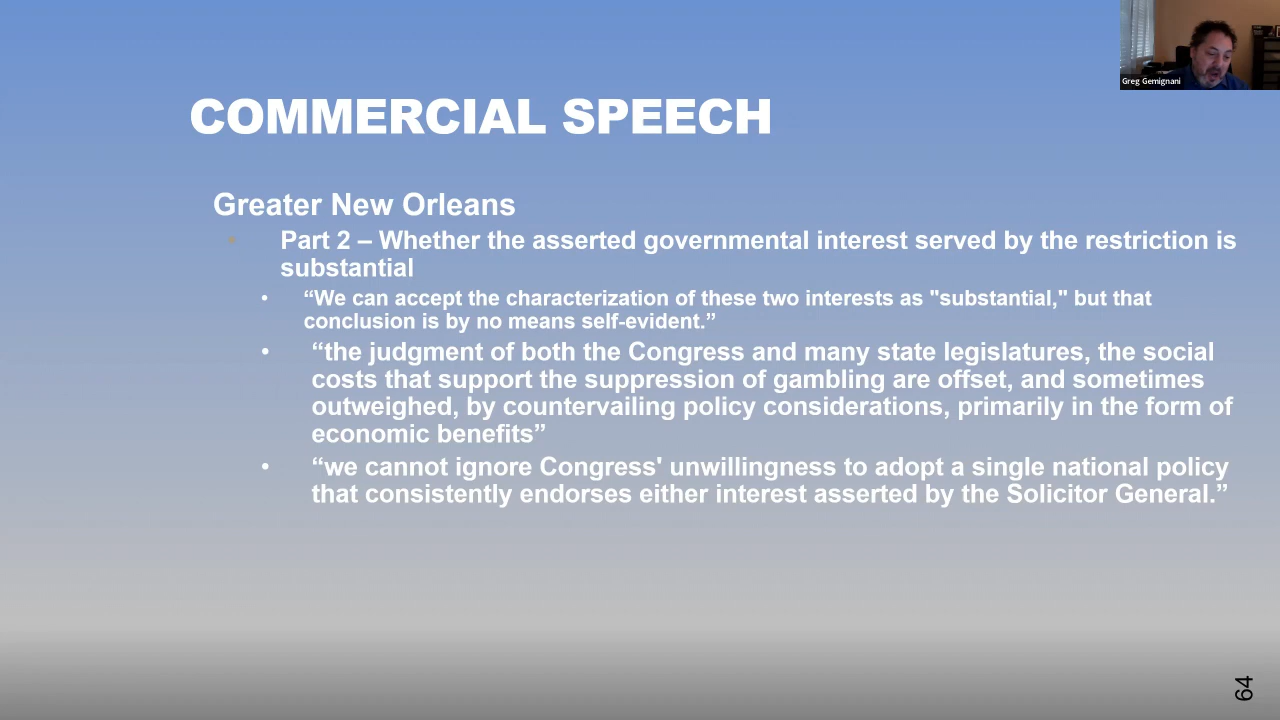 Greg Gemignani
COMMERCIAL SPEECH
Greater New Orleans
• Part 2 – Whether the asserted governmental interest served by the restriction is
substantial
• “We can accept the characterization of these two interests as "substantial," but that
conclusion is by no means self-evident.”
• “the judgment of both the Congress and many state legislatures, the social
costs that support the suppression of gambling are offset, and sometimes
outweighed, by countervailing policy considerations, primarily in the form of
economic benefits”
• “we cannot ignore Congress' unwillingness to adopt a single national policy
that consistently endorses either interest asserted by the Solicitor General.”
64